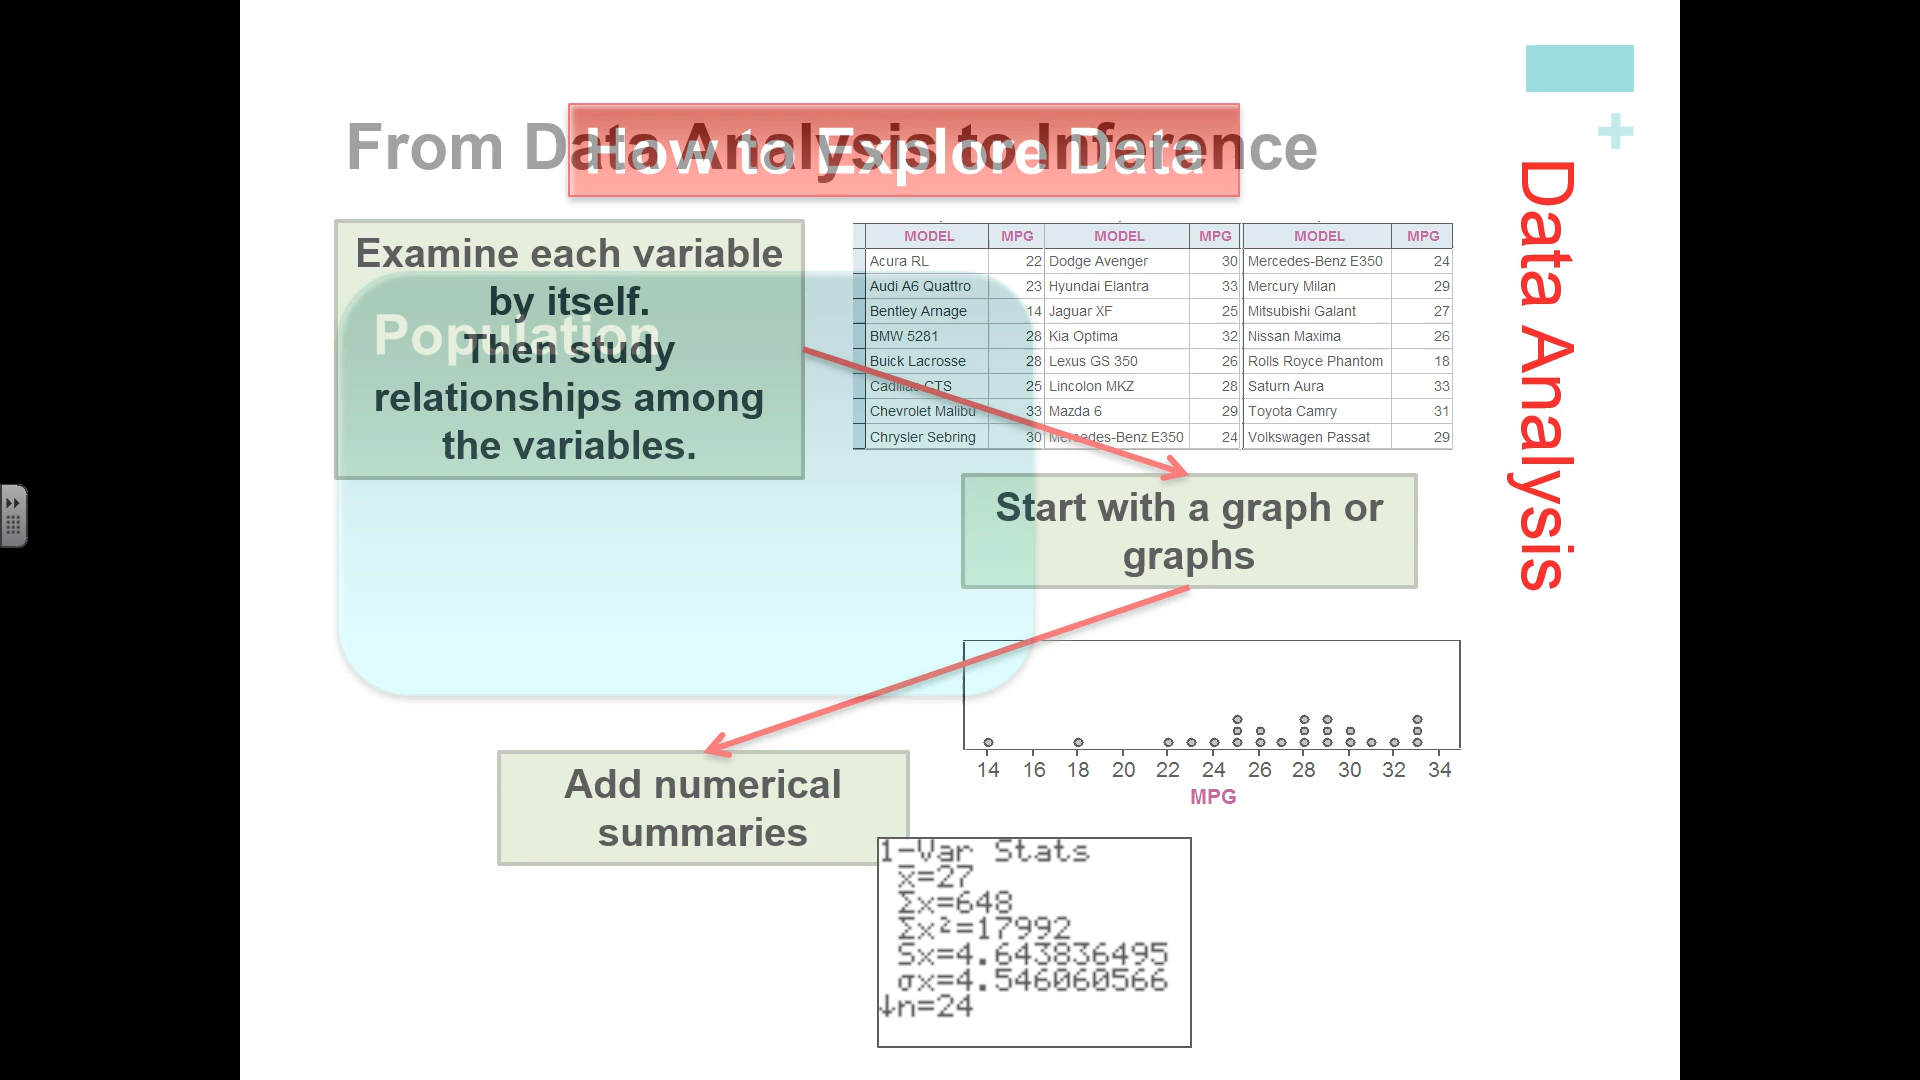 From Data Analysis to Inference
How to Explore Data
+
Data Analysis
Examine each variable
by itself.
Then study
relationships among
the variables.
Population
MODEL MPG MODEL MPG MODEL MPG
Acura RL 22 Dodge Avenger 30 Mercedes-Benz E350 24
Audi A6 Quattro 23 Hyundai Elantra 33 Mercury Milan 29
Bentley Arnage 14 Jaguar XF 25 Mitsubishi Galant 27
BMW 5281 28 Kia Optima 32 Nissan Maxima 26
Buick Lacrosse 28 Lexus GS 350 26 Rolls Royce Phantom 18
Cadillac CTS 25 Lincolon MKZ 28 Saturn Aura 33
Chevrolet Malibu 33 Mazda 6 29 Toyota Camry 31
Chrysler Sebring 30 Mercedes-Benz E350 24 Volkswagen Passat 29
Start with a graph or
graphs
14 16 18 20 22 24 26 28 30 32 34
MPG
Add numerical
summaries
1-Var Stats
x̄=27
Σx=648
Σx²=17992
Sx=4.643836495
σx=4.546060566
↓n=24